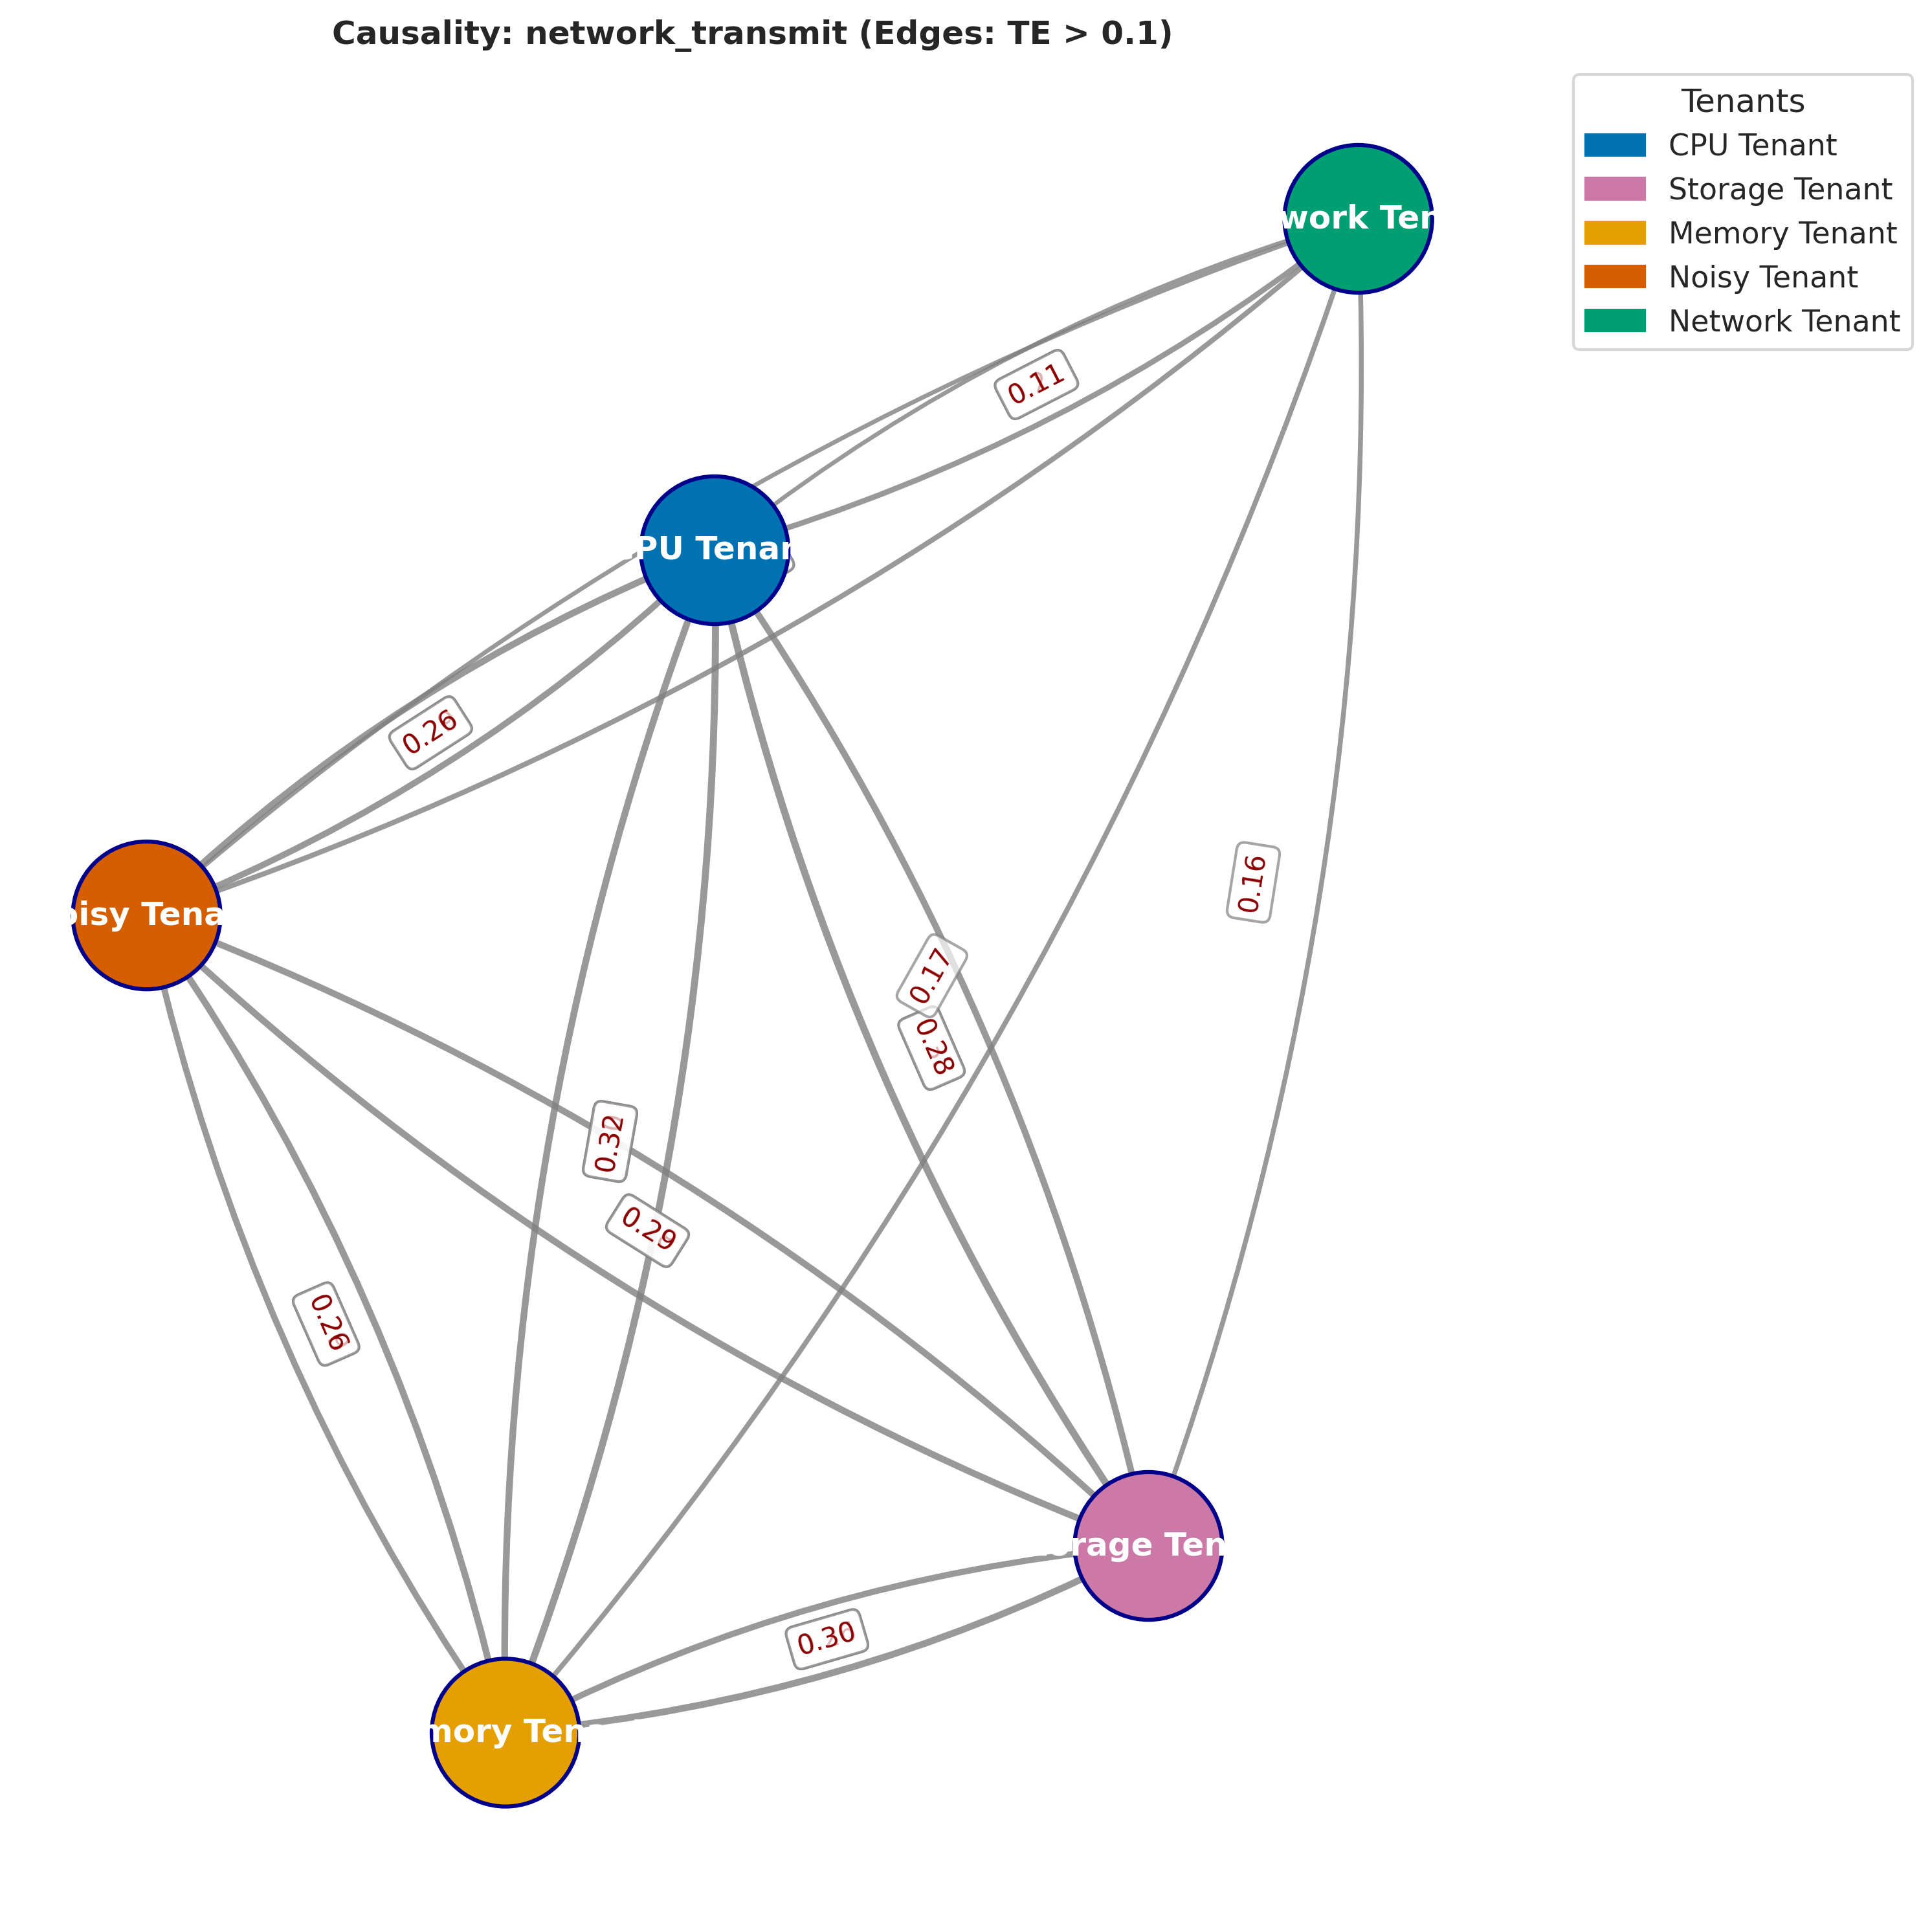 Causality: network_transmit (Edges: TE > 0.1)
Tenants
CPU Tenant
Storage Tenant
Memory Tenant
Noisy Tenant
Network Tenant
work Ten
0.11
PU Tenan
0.26
oisy Tena
0.16
0.17
0.28
0.32
0.29
0.26
rage Ten
0.30
mory Ten